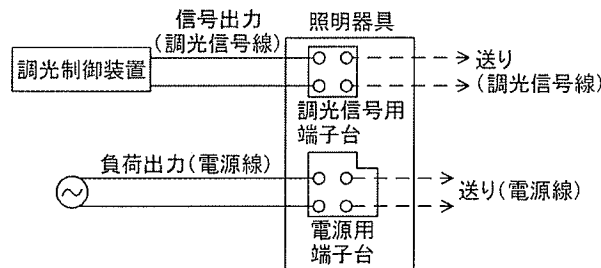 信号出力
(調光信号線)
照明器具
調光制御装置
送り
(調光信号線)
調光信号用
端子台
負荷出力(電源線)
送り(電源線)
電源用
端子台